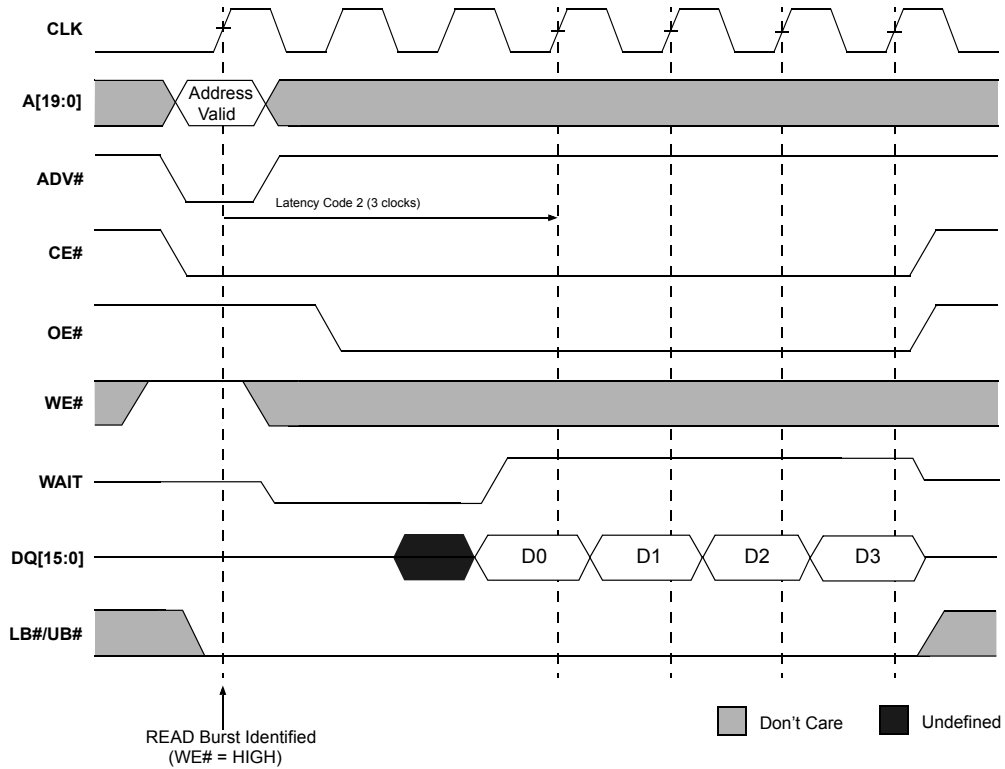 CLK
A[19:0]
Address
Valid
ADV#
Latency Code 2 (3 clocks)
CE#
OE#
WE#
WAIT
DQ[15:0]
D0
D1
D2
D3
LB#/UB#
READ Burst Identified
(WE# = HIGH)
Don't Care
Undefined